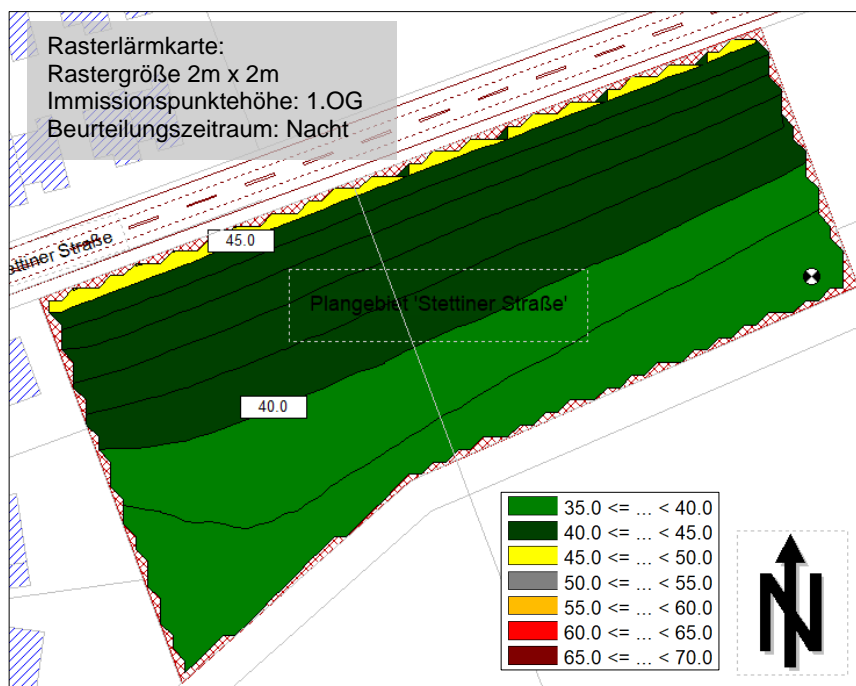 Rasterlärmkarte:
Rastergröße 2m x 2m
Immissionspunktehöhe: 1.OG
Beurteilungszeitraum: Nacht
45.0
ettiner Straße
Plangebiet 'Stettiner Straße'
40.0
35.0 <= ... < 40.0
40.0 <= ... < 45.0
45.0 <= ... < 50.0
50.0 <= ... < 55.0
55.0 <= ... < 60.0
60.0 <= ... < 65.0
65.0 <= ... < 70.0
N